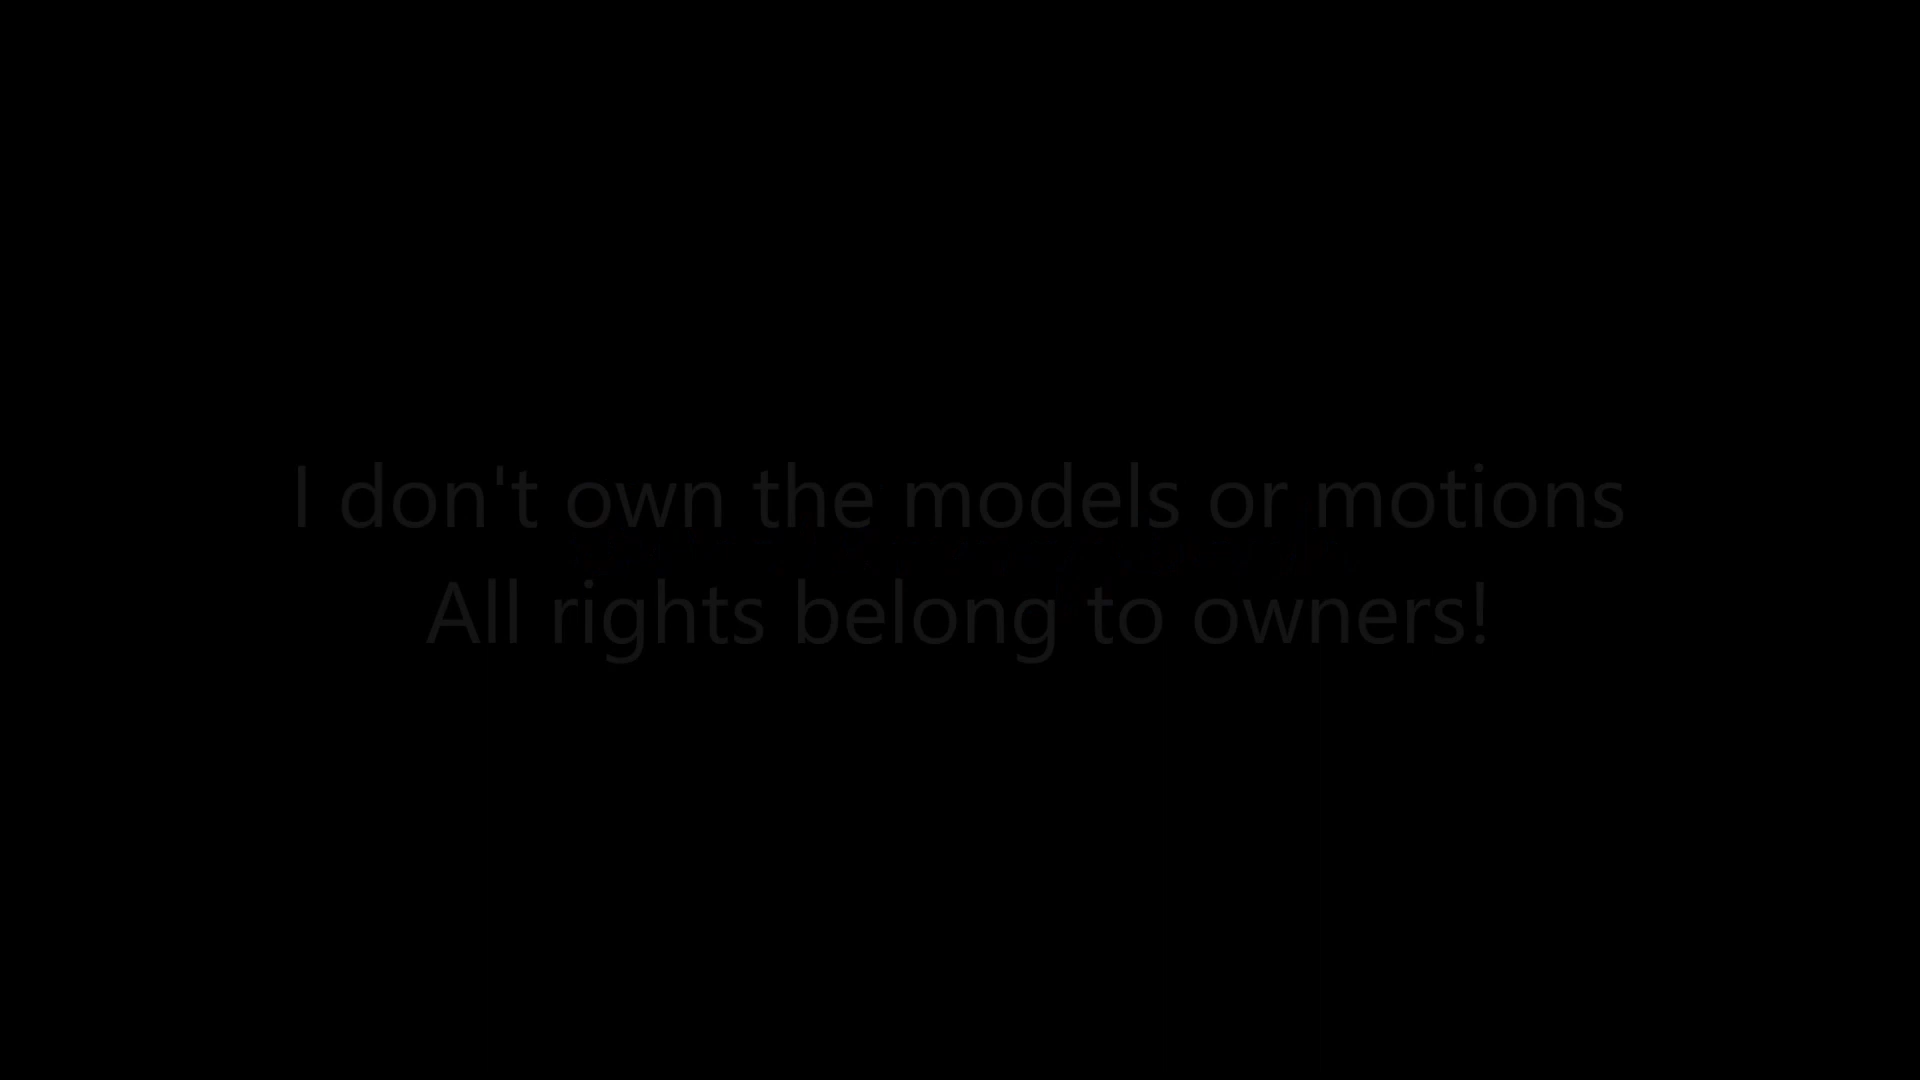 I don't own the models or motions
All rights belong to owners!